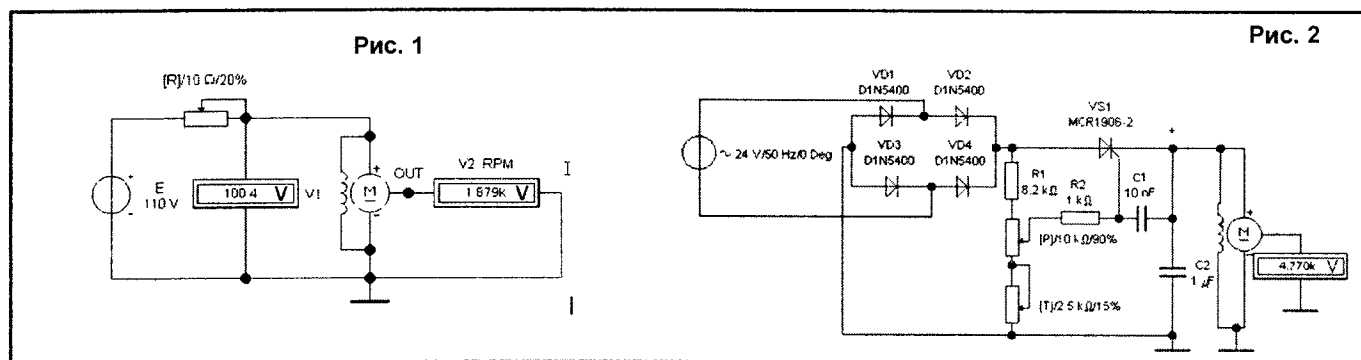 Рис. 1
[R]/10 Ω/20%
E
110 V
100.4 V
V1
M
OUT
V2 RPM
1.879k V
Рис. 2
VD1
D1N5400
VD2
D1N5400
VD3
D1N5400
VD4
D1N5400
~ 24 V/50 Hz/0 Deg
VS1
MCR1906-2
R1
8,2 kΩ
R2
1 kΩ
C1
10 nF
[P]/10 kΩ/90%
[T]/2.5 kΩ/15%
C2
1 μF
M
4.770k V